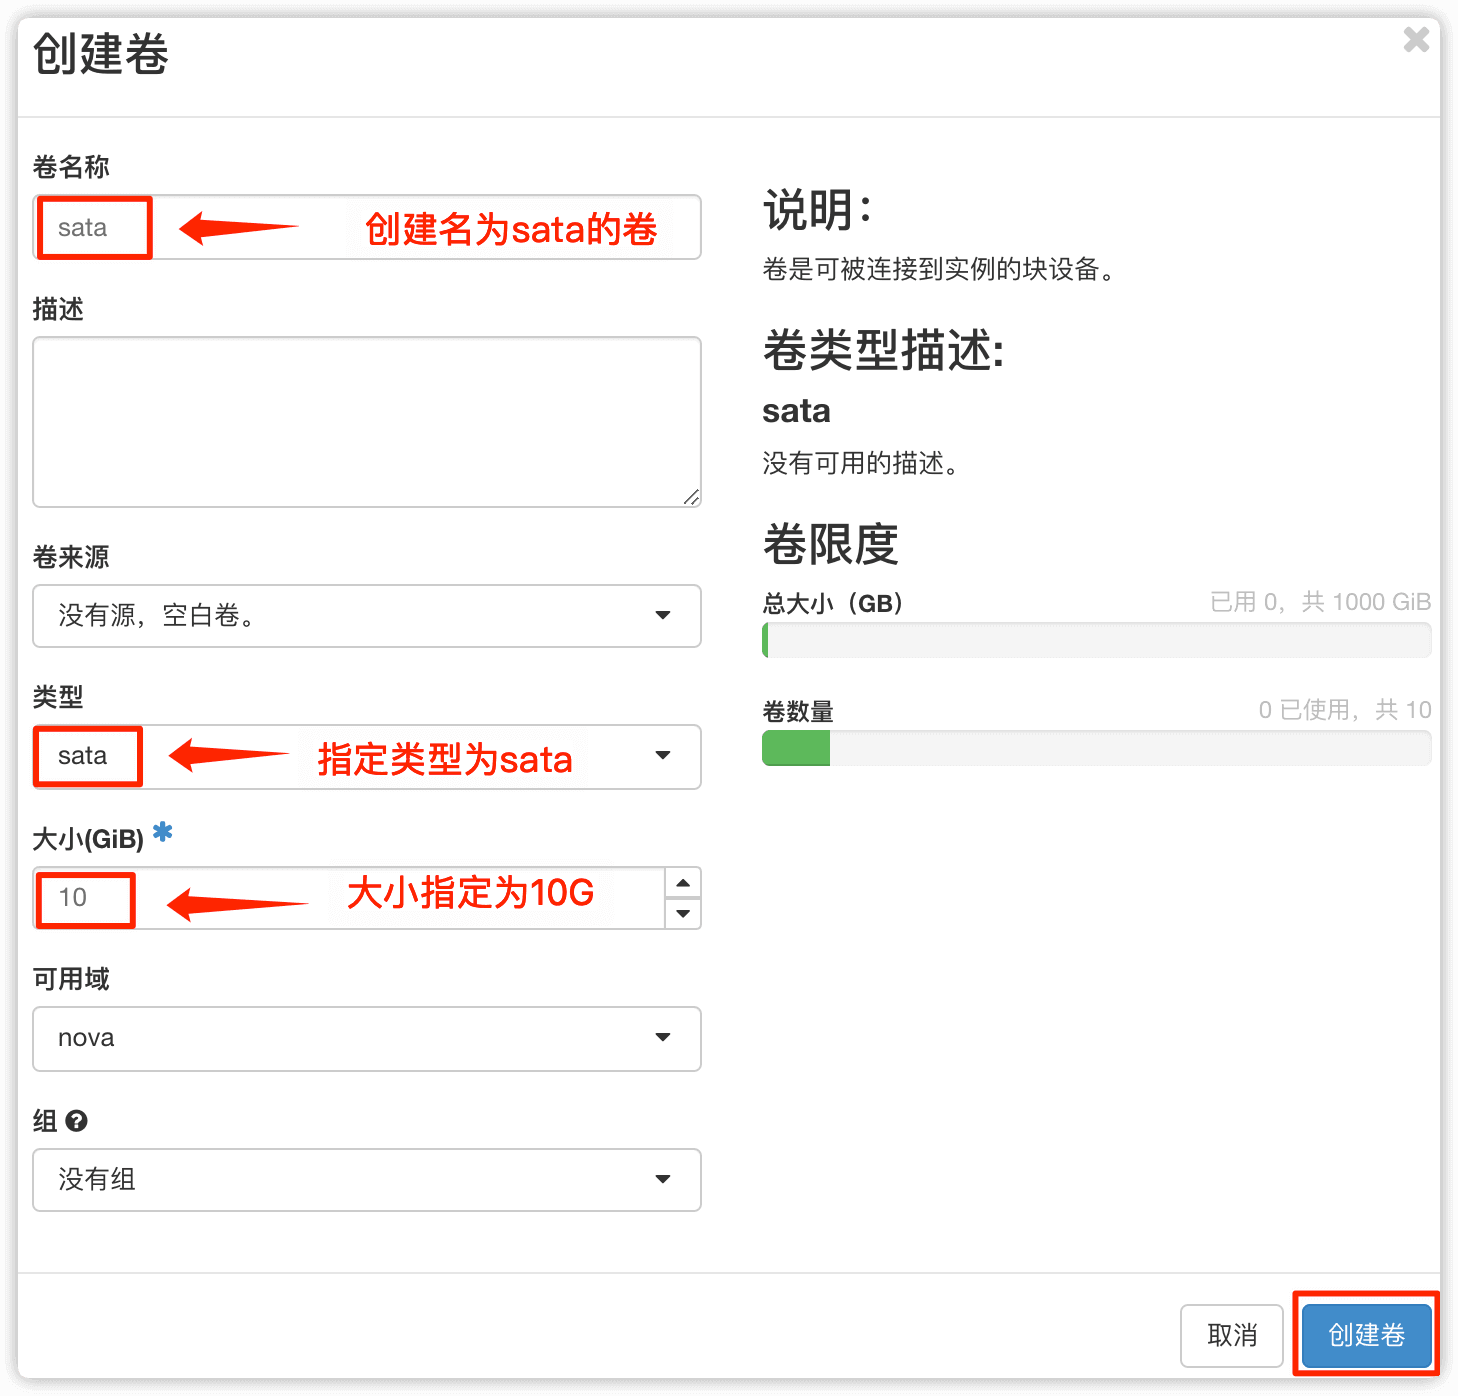 创建卷
卷名称
sata
创建名为sata的卷
描述
卷来源
没有源，空白卷。
类型
sata
指定类型为sata
大小(GiB) *
10
大小指定为10G
可用域
nova
组
没有组
说明：
卷是可被连接到实例的块设备。
卷类型描述:
sata
没有可用的描述。
卷限度
总大小（GB）
已用 0，共 1000 GiB
卷数量
0 已使用，共 10
取消
创建卷